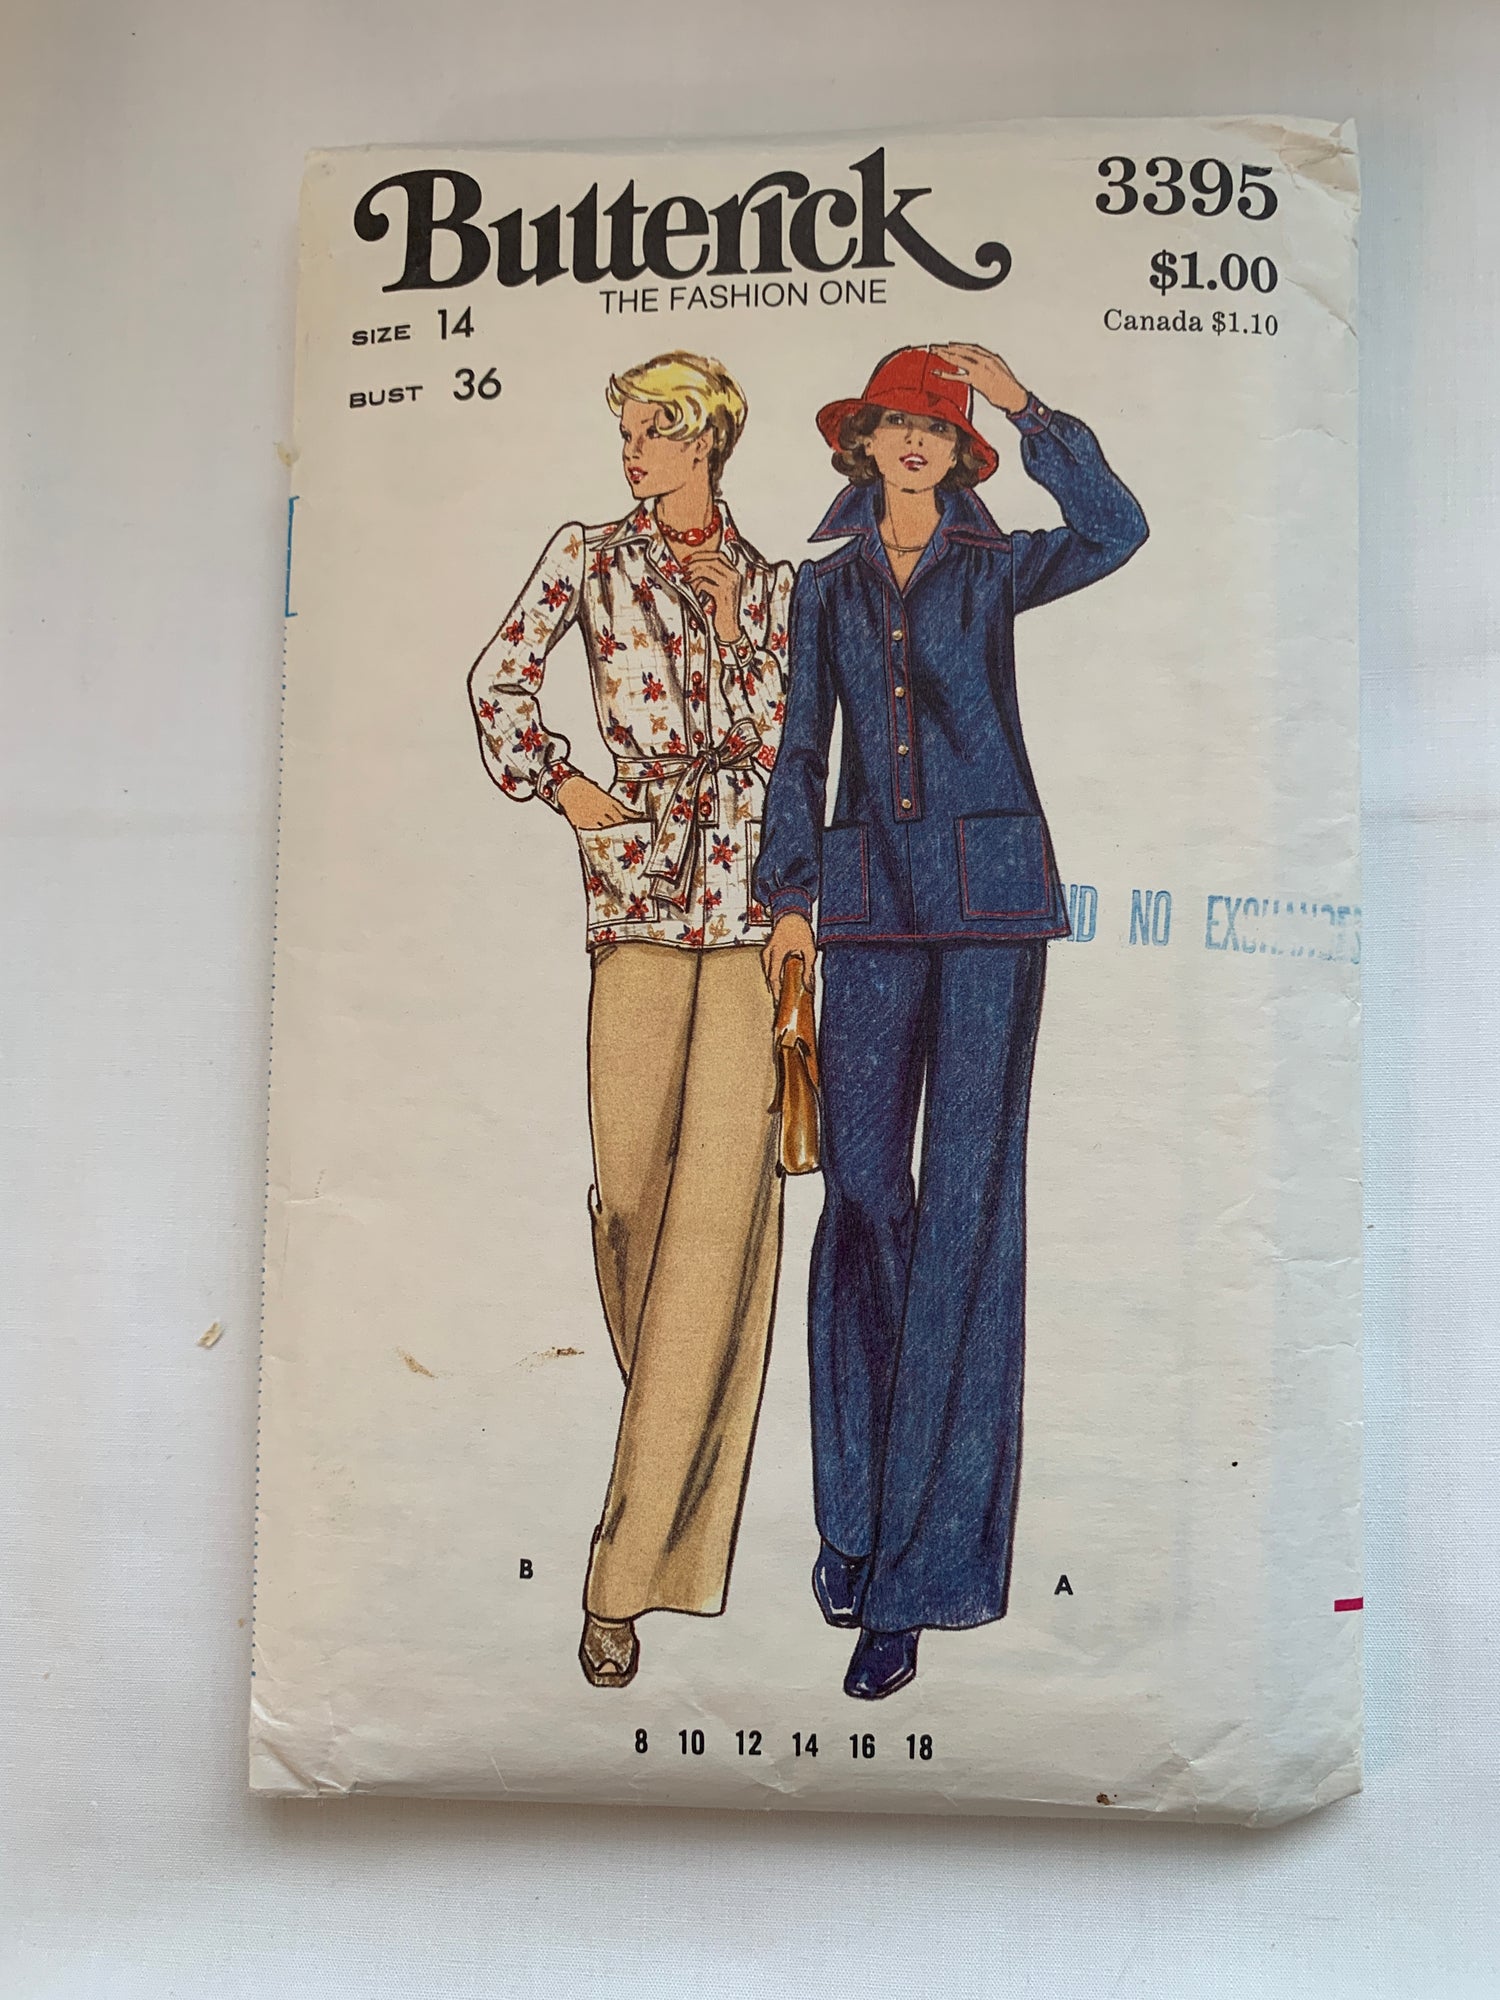 Butterick
THE FASHION ONE
3395
$1.00
Canada $1.10
SIZE 14
BUST 36
NO EXCHANGES
B
A
8 10 12 14 16 18